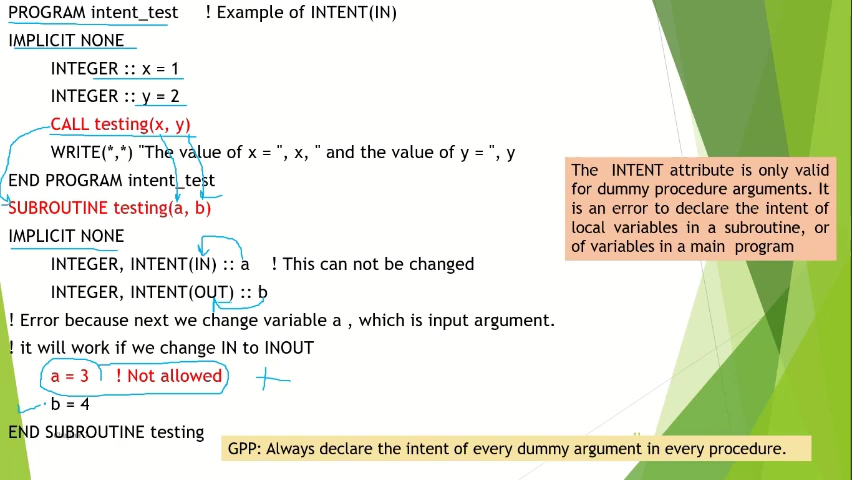 PROGRAM intent_test ! Example of INTENT(IN)
IMPLICIT NONE
INTEGER :: x = 1
INTEGER :: y = 2
CALL testing(x, y)
WRITE(*,*) "The value of x = ", x, " and the value of y = ", y
END PROGRAM intent_test
SUBROUTINE testing(a, b)
IMPLICIT NONE
INTEGER, INTENT(IN) :: a ! This can not be changed
INTEGER, INTENT(OUT) :: b
! Error because next we change variable a , which is input argument.
! it will work if we change IN to INOUT
a = 3 ! Not allowed
b = 4
END SUBROUTINE testing
The INTENT attribute is only valid
for dummy procedure arguments. It
is an error to declare the intent of
local variables in a subroutine, or
of variables in a main program
GPP: Always declare the intent of every dummy argument in every procedure.